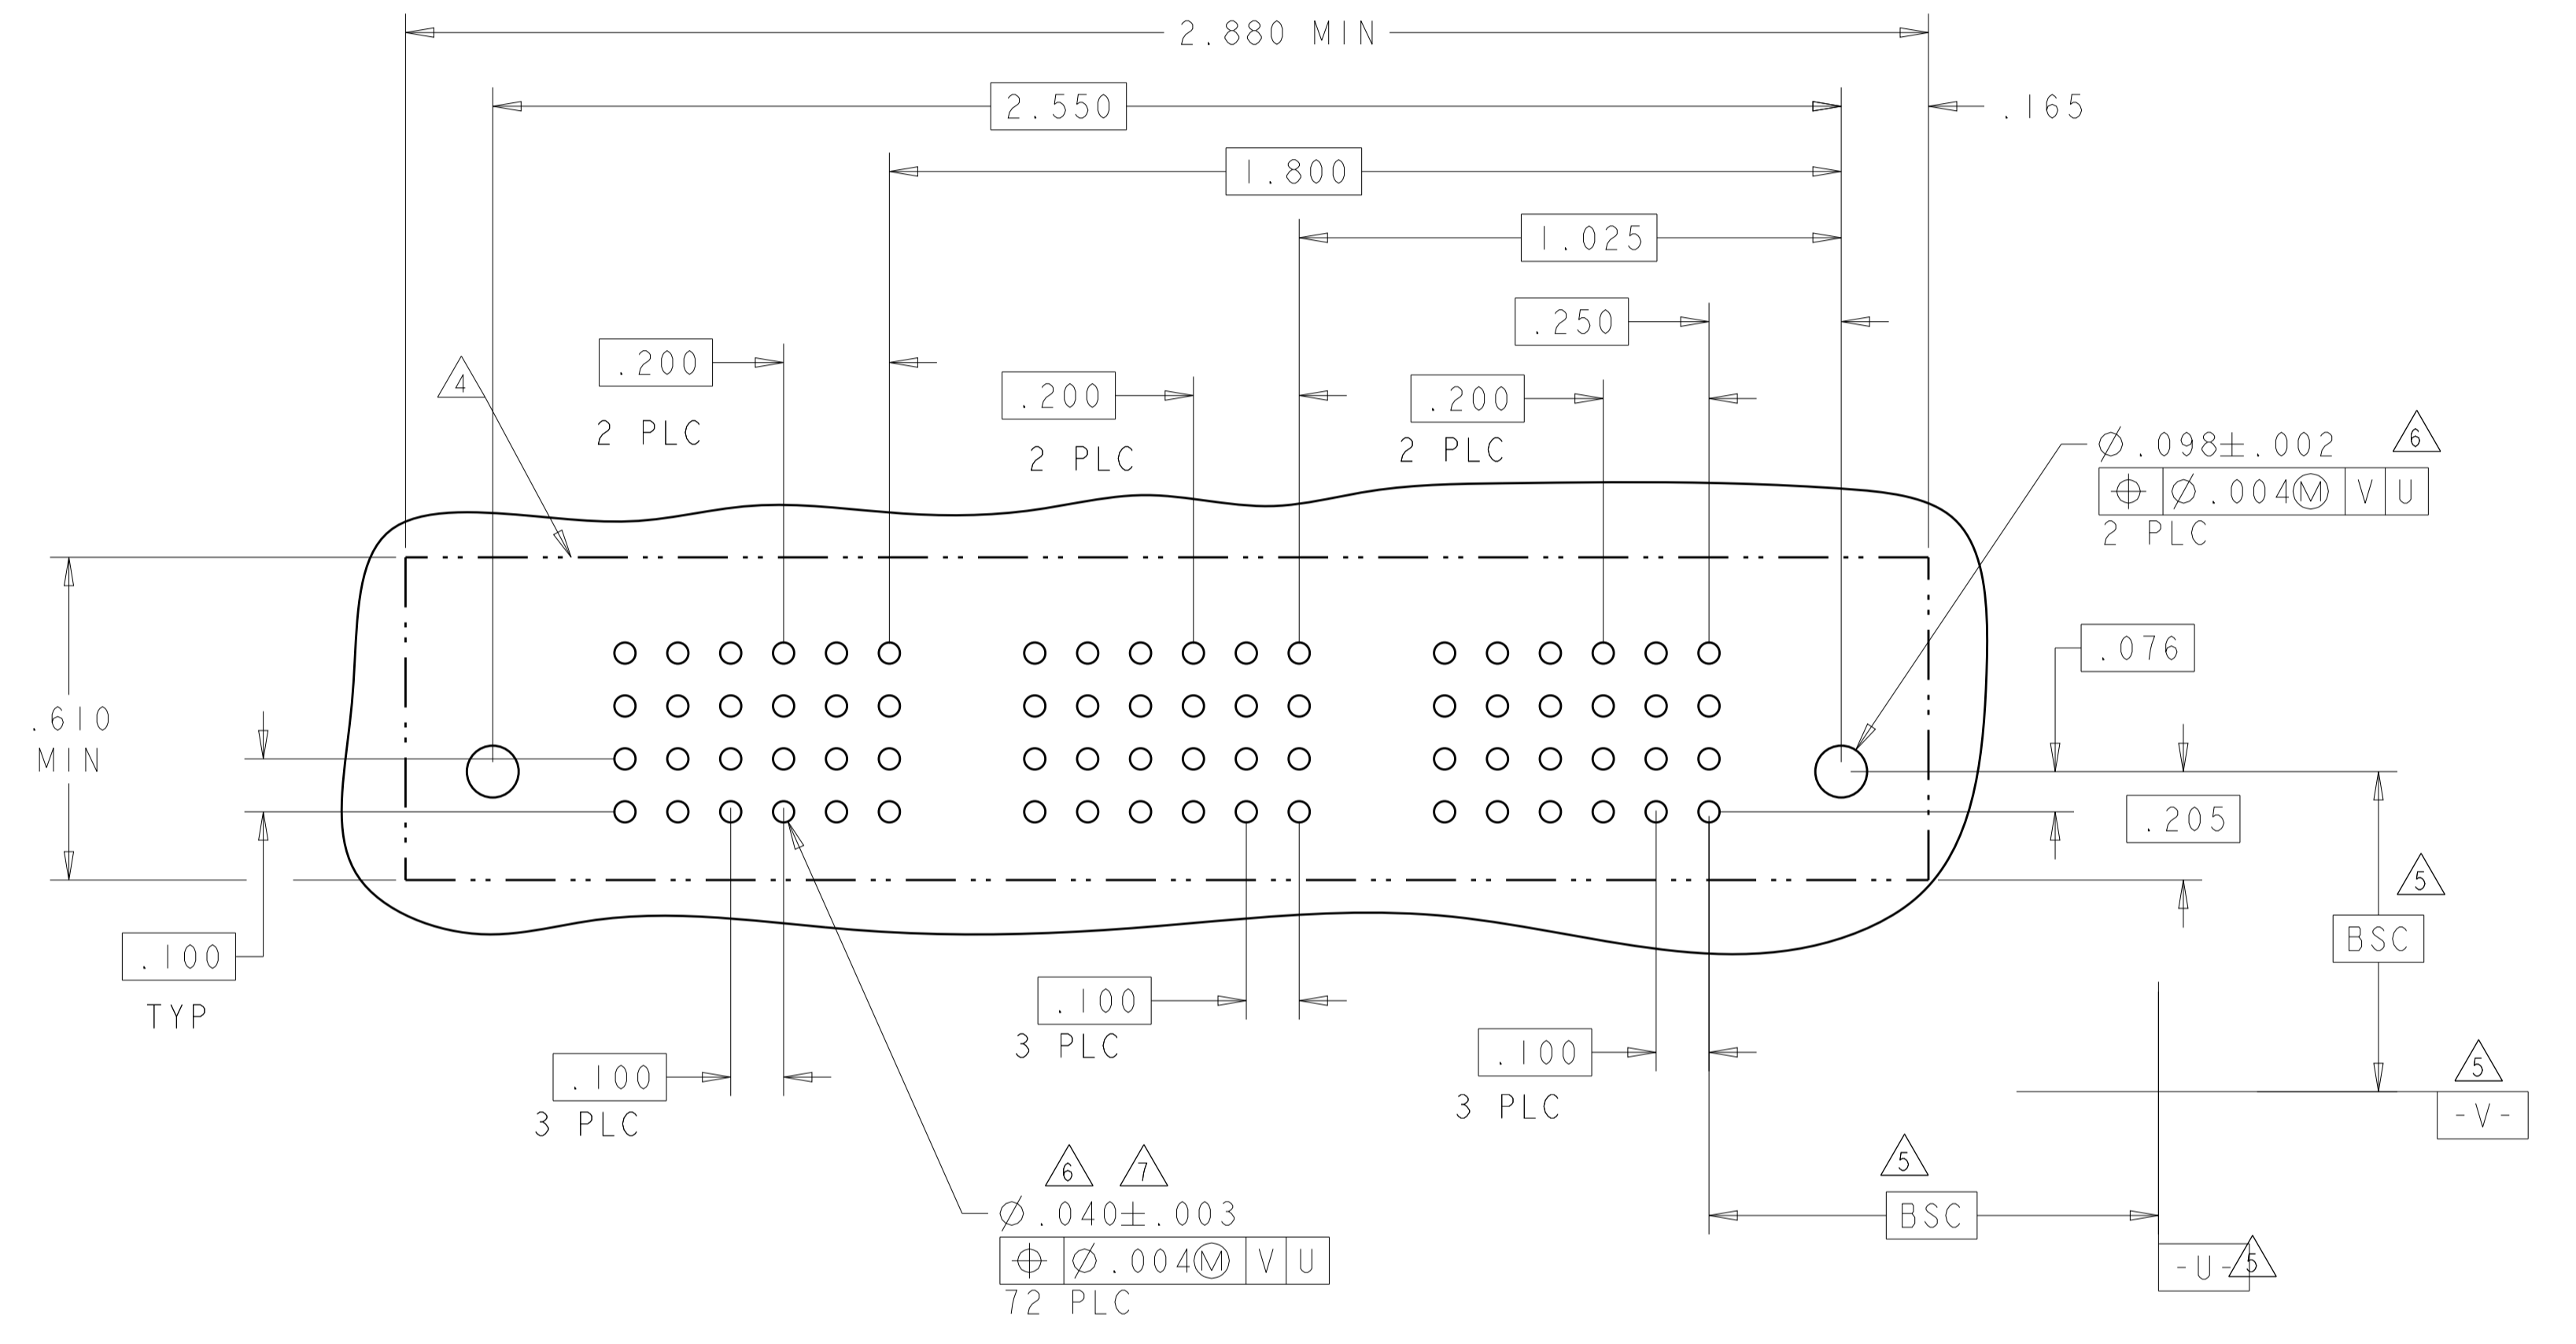 2.880 MIN
2.550
.165
1.800
1.025
.250
.200
2 PLC
.200
2 PLC
.200
2 PLC
4
⌀.098±.002
6
⌖ ⌀.004Ⓜ V U
2 PLC
.076
.610
MIN
.205
5
BSC
.100
TYP
.100
3 PLC
.100
3 PLC
.100
3 PLC
5
-V-
6
7
⌀.040±.003
⌖ ⌀.004Ⓜ V U
72 PLC
5
BSC
-U-
5